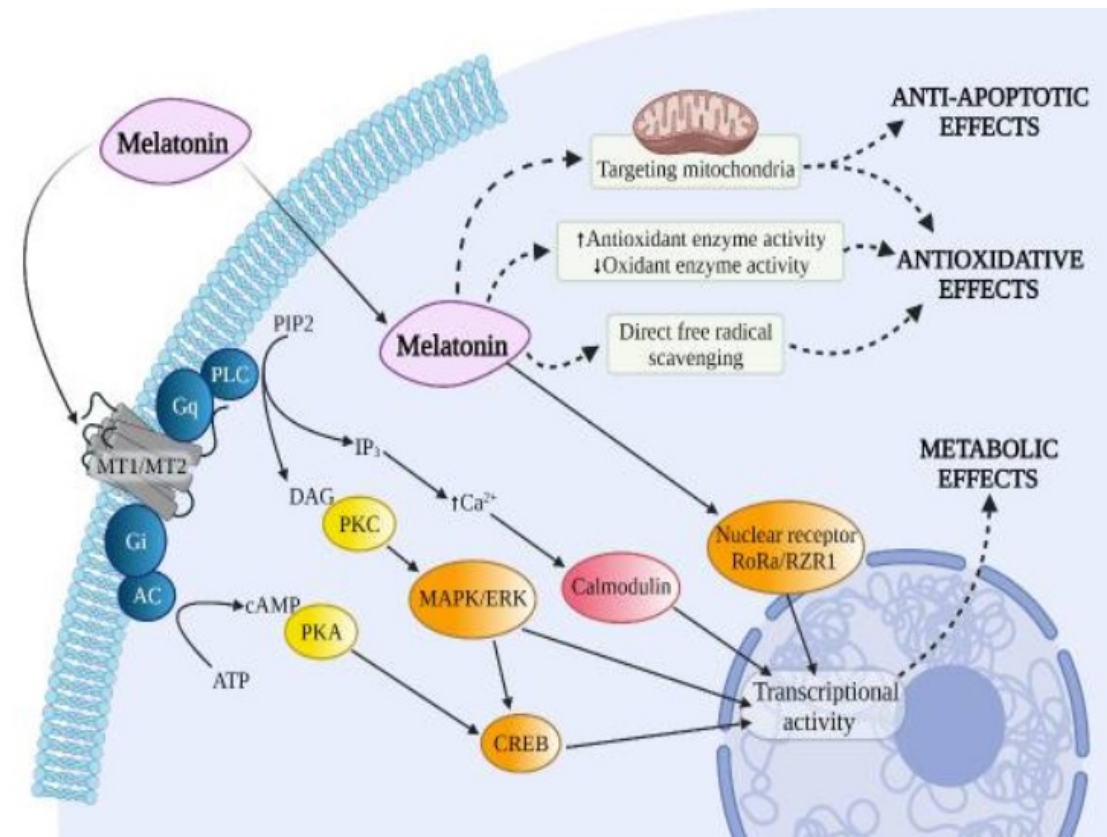 Melatonin
ANTI-APOPTOTIC
EFFECTS
Targeting mitochondria
↑Antioxidant enzyme activity
↓Oxidant enzyme activity
ANTIOXIDATIVE
EFFECTS
Melatonin
Direct free radical
scavenging
PIP2
PLC
Gq
MT1/MT2
IP₃
DAG
↑Ca²⁺
PKC
METABOLIC
EFFECTS
Nuclear receptor
RoRa/RZR1
Gi
AC
MAPK/ERK
Calmodulin
cAMP
PKA
ATP
CREB
Transcriptional
activity